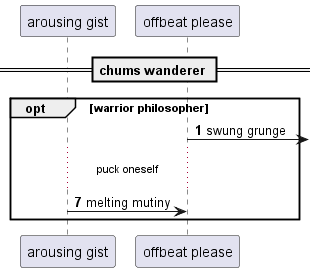 arousing gist offbeat please
chums wanderer
opt [warrior philosopher]
1 swung grunge
puck oneself
7 melting mutiny
arousing gist offbeat please